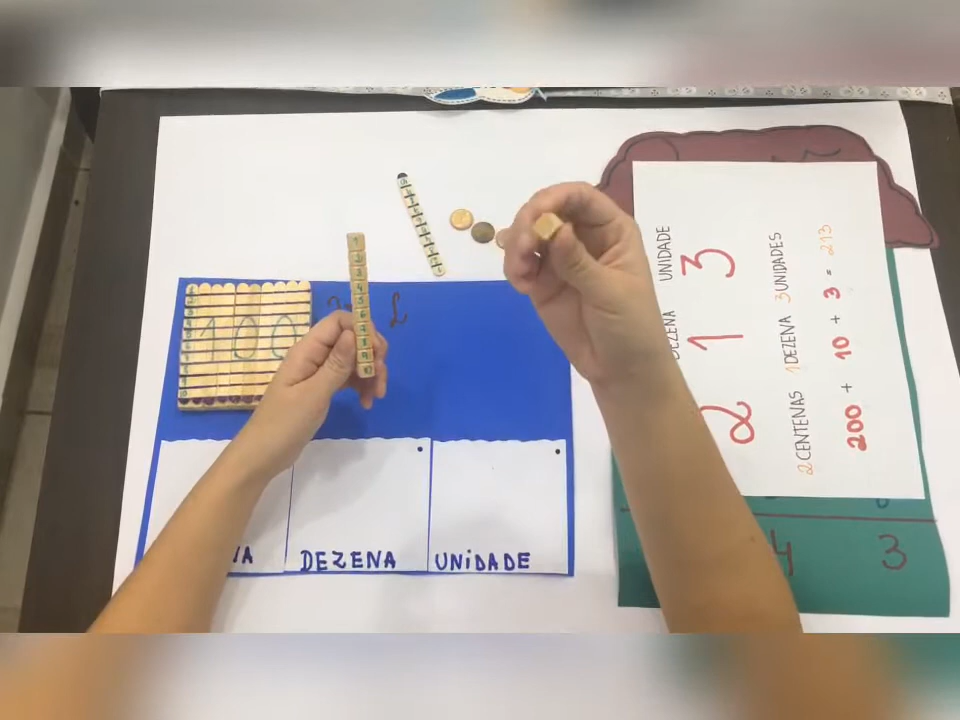 100
DEZENA
UNIDADE
DEZENA UNIDADE
2 1 3
2 CENTENAS 1 DEZENA 3 UNIDADES
200 + 10 + 3 = 213
4 3